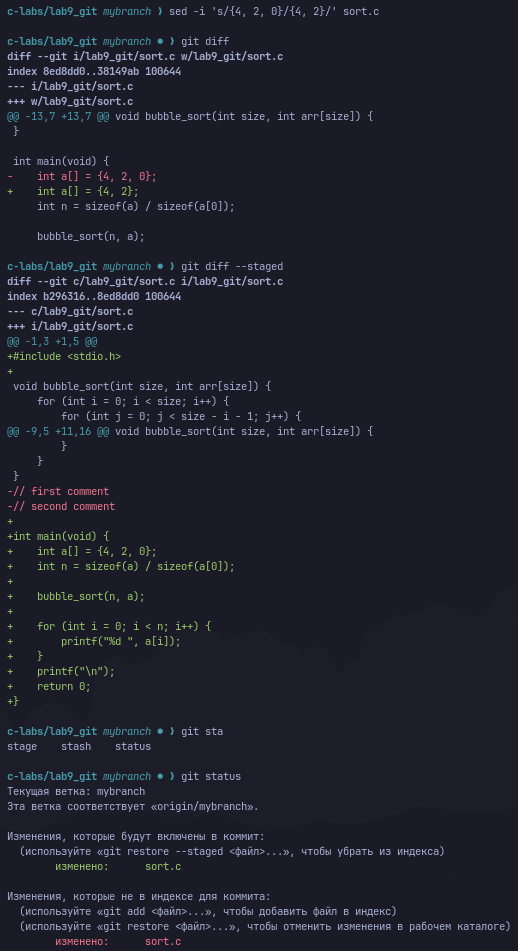 c-labs/lab9_git mybranch ❱ sed -i 's/{4, 2, 0}/{4, 2}/' sort.c

c-labs/lab9_git mybranch ● ❱ git diff
diff --git i/lab9_git/sort.c w/lab9_git/sort.c
index 8ed8dd0..38149ab 100644
--- i/lab9_git/sort.c
+++ w/lab9_git/sort.c
@@ -13,7 +13,7 @@ void bubble_sort(int size, int arr[size]) {
 }

 int main(void) {
-    int a[] = {4, 2, 0};
+    int a[] = {4, 2};
     int n = sizeof(a) / sizeof(a[0]);

     bubble_sort(n, a);

c-labs/lab9_git mybranch ● ❱ git diff --staged
diff --git c/lab9_git/sort.c i/lab9_git/sort.c
index b296316..8ed8dd0 100644
--- c/lab9_git/sort.c
+++ i/lab9_git/sort.c
@@ -1,3 +1,5 @@
+#include <stdio.h>
+
 void bubble_sort(int size, int arr[size]) {
     for (int i = 0; i < size; i++) {
         for (int j = 0; j < size - i - 1; j++) {
@@ -9,5 +11,16 @@ void bubble_sort(int size, int arr[size]) {
         }
     }
 }
-// first comment
-// second comment
+
+int main(void) {
+    int a[] = {4, 2, 0};
+    int n = sizeof(a) / sizeof(a[0]);
+
+    bubble_sort(n, a);
+
+    for (int i = 0; i < n; i++) {
+        printf("%d ", a[i]);
+    }
+    printf("\n");
+    return 0;
+}

c-labs/lab9_git mybranch ● ❱ git sta
stage    stash    status

c-labs/lab9_git mybranch ● ❱ git status
Текущая ветка: mybranch
Эта ветка соответствует «origin/mybranch».

Изменения, которые будут включены в коммит:
  (используйте «git restore --staged <файл>...», чтобы убрать из индекса)
        изменено:      sort.c

Изменения, которые не в индексе для коммита:
  (используйте «git add <файл>...», чтобы добавить файл в индекс)
  (используйте «git restore <файл>...», чтобы отменить изменения в рабочем каталоге)
        изменено:      sort.c